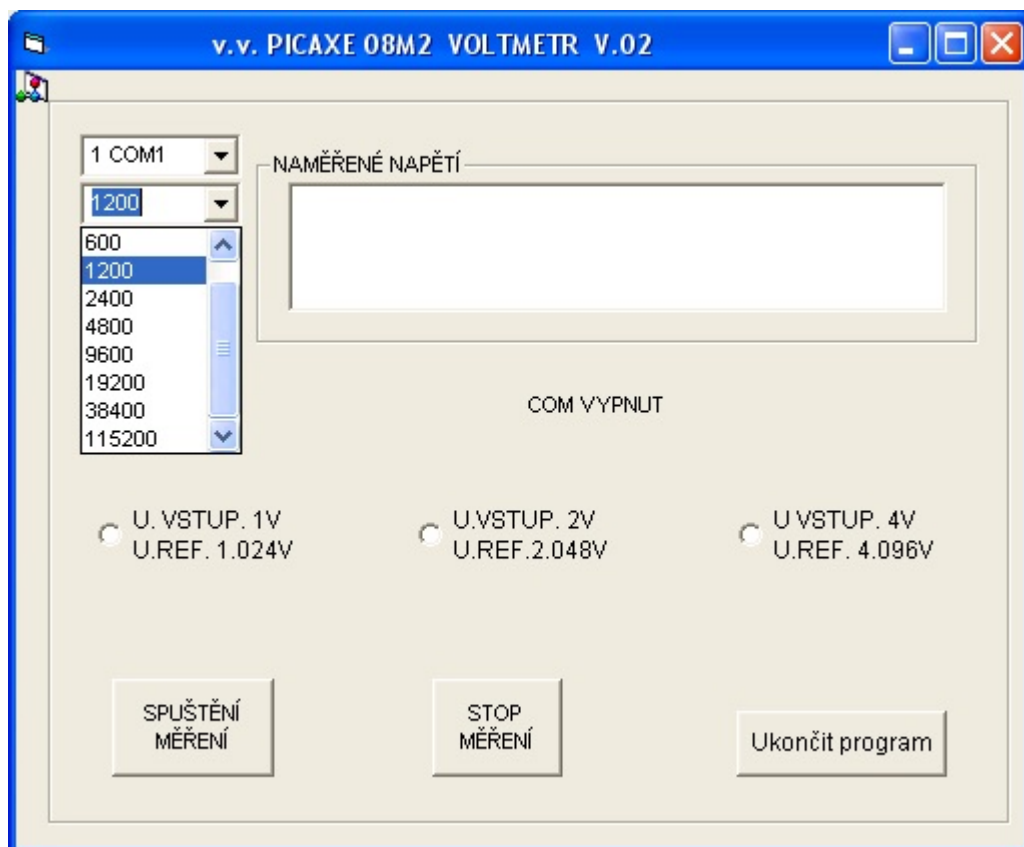 v.v. PICAXE 08M2 VOLTMETR V.02
1 COM1
NAMĚŘENÉ NAPĚTÍ
1200
600
1200
2400
4800
9600
19200
38400
115200
COM VYPNUT
U. VSTUP. 1V
U.REF. 1.024V
U.VSTUP. 2V
U.REF.2.048V
U VSTUP. 4V
U.REF. 4.096V
SPUŠTĚNÍ
MĚŘENÍ
STOP
MĚŘENÍ
Ukončit program